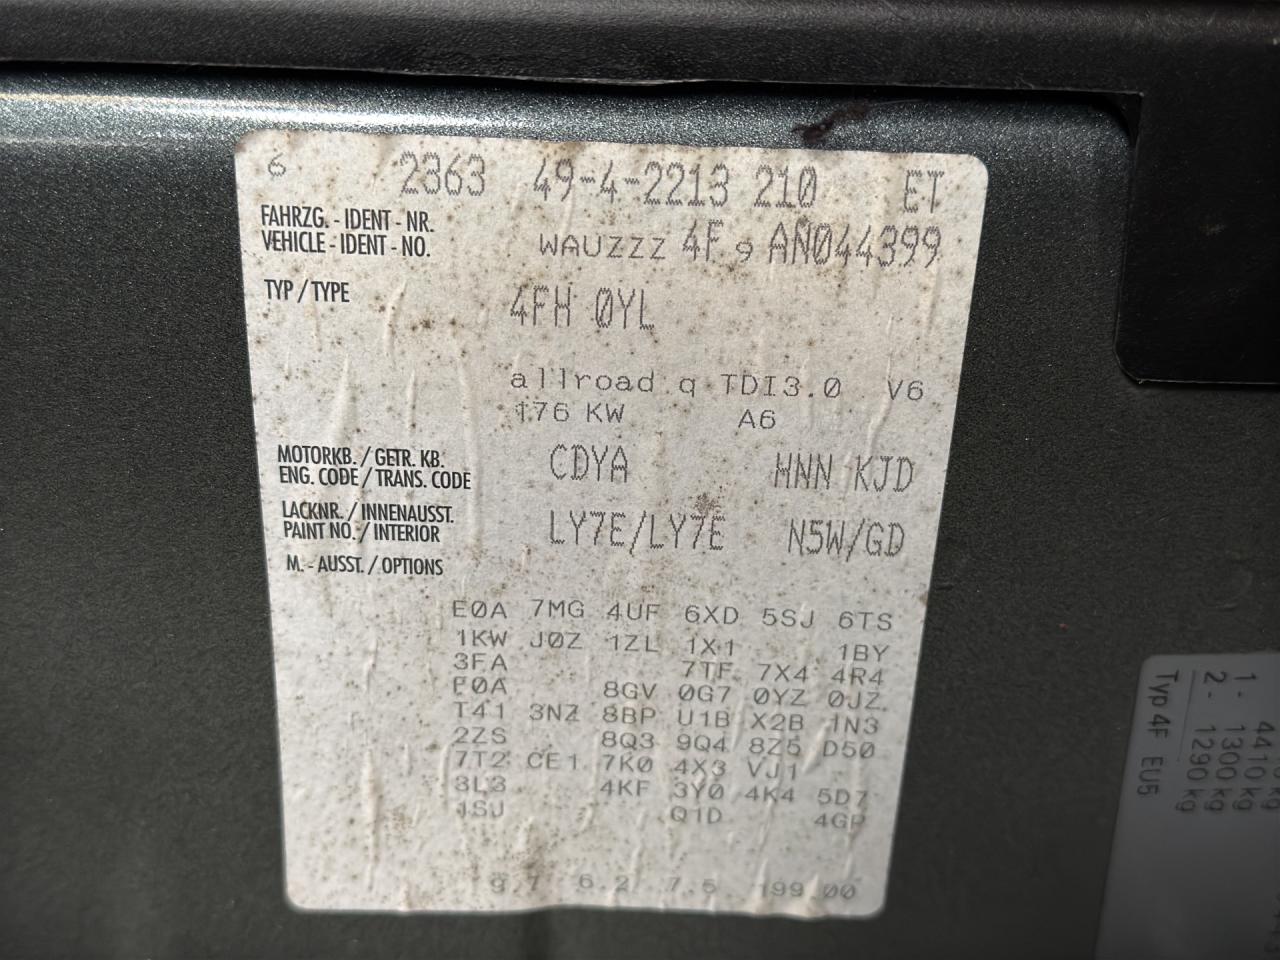 6 2363 49-4-2213 210 ET
FAHRZG. - IDENT - NR.
VEHICLE - IDENT - NO. WAUZZZ 4F 9 AN044399
TYP / TYPE 4FH 0YL
allroad q TDI3.0 V6
176 KW A6
MOTORKB. / GETR. KB.
ENG. CODE / TRANS. CODE CDYA HNN KJD
LACKNR. / INNENAUSST.
PAINT NO. / INTERIOR LY7E/LY7E N5W/GD
M. - AUSST. / OPTIONS
E0A 7MG 4UF 6XD 5SJ 6TS
1KW J0Z 1ZL 1X1 1BY
3FA 7TF 7X4 4R4
F0A 8GV 0G7 0YZ 0JZ
T41 3NZ 8BP U1B X2B 1N3
2ZS 8Q3 9Q4 8Z5 D50
7T2 CE1 7K0 4X3 VJ1
3L3 4KF 3Y0 4K4 5D7
1SJ Q1D 4GP
9.7 6.2 7.5 199.00
4410 kg
1 - 1300 kg
2 - 1290 kg
Typ 4F EU5